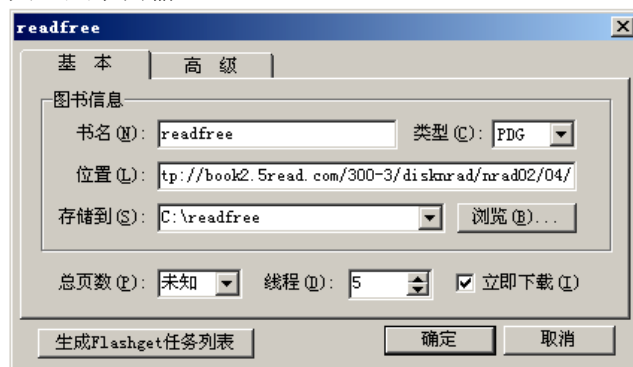 readfree
基 本 高 级
图书信息
书名(N): readfree 类型(C): PDG
位置(L): tp://book2.5read.com/300-3/disknrad/nrad02/04/
存储到(S): C:\readfree 浏览(B)...
总页数(P): 未知 线程(D): 5 立即下载(I)
生成Flashget任务列表 确定 取消